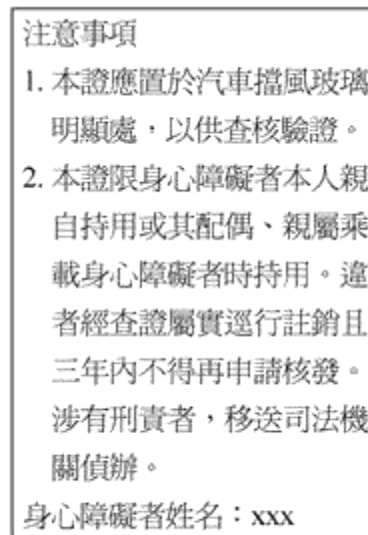 注意事項
1. 本證應置於汽車擋風玻璃
明顯處，以供查核驗證。
2. 本證限身心障礙者本人親
自持用或其配偶、親屬乘
載身心障礙者時持用。違
者經查證屬實逕行註銷且
三年內不得再申請核發。
涉有刑責者，移送司法機
關偵辦。
身心障礙者姓名：xxx